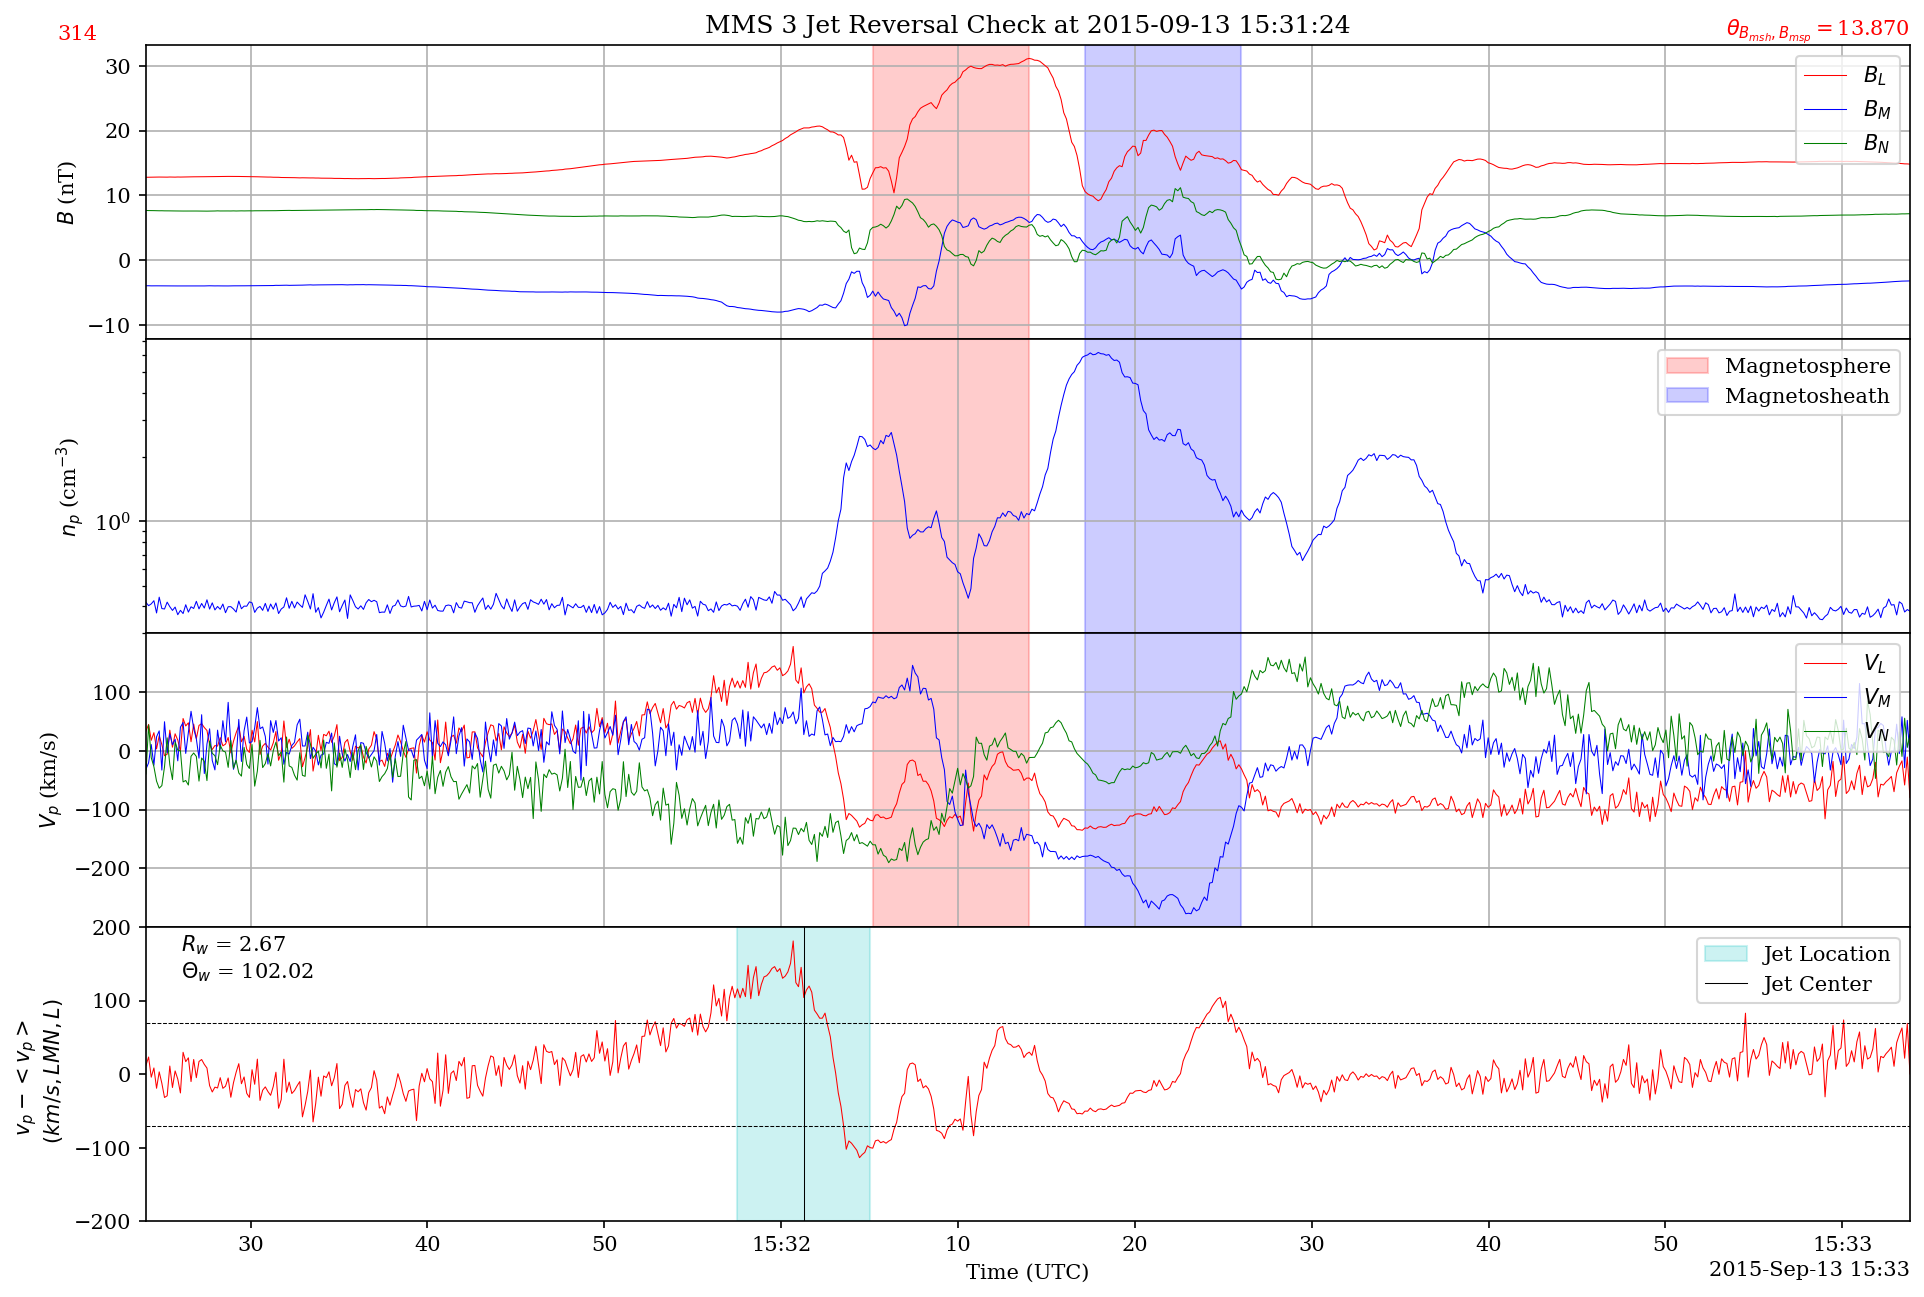 MMS 3 Jet Reversal Check at 2015-09-13 15:31:24
314
θ_{B_{msh}, B_{msp}} = 13.870
30
20
10
0
−10
B (nT)
B_L
B_M
B_N
10^0
n_p (cm^{−3})
Magnetosphere
Magnetosheath
100
0
−100
−200
V_p (km/s)
V_L
V_M
V_N
200
100
0
−100
−200
v_p − < v_p >
(km/s, LMN, L)
R_w = 2.67
Θ_w = 102.02
Jet Location
Jet Center
30 40 50 15:32 10 20 30 40 50 15:33
Time (UTC)
2015-Sep-13 15:33